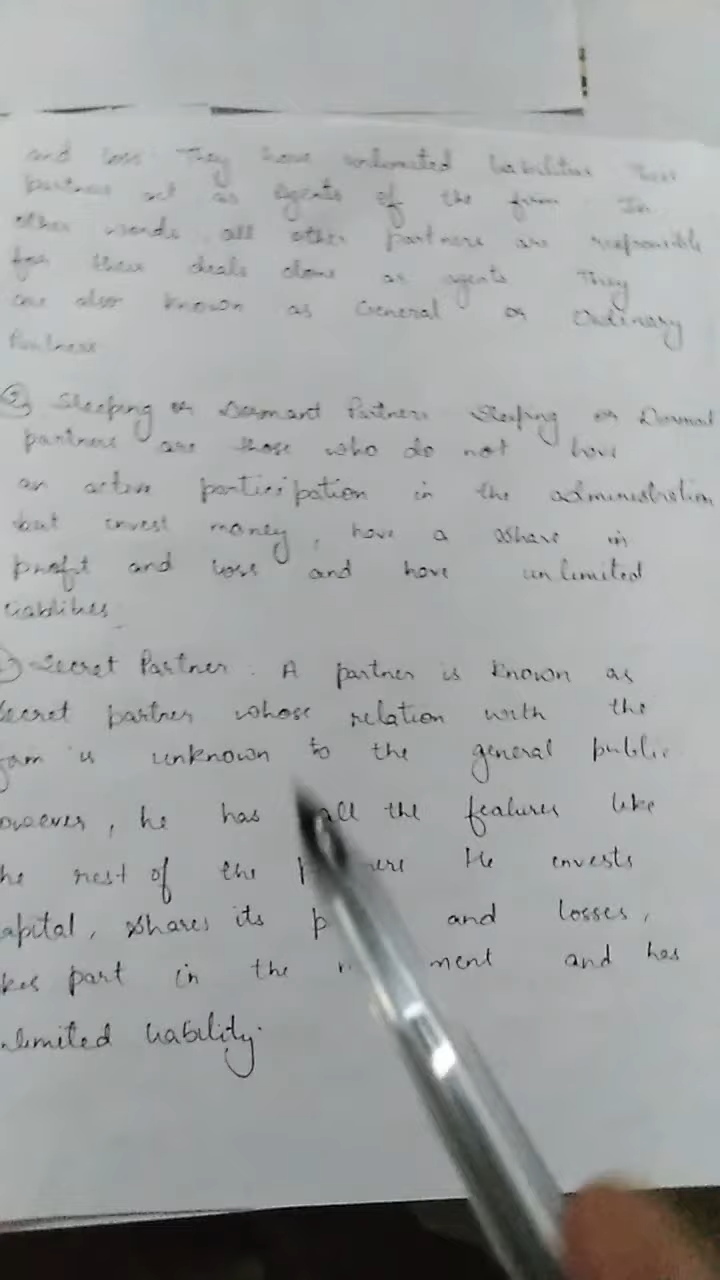 and loss. They have unlimited liabilities. These
partners act as agents of the firm. In
other words, all other partners are responsible
for these deals done as agents. They
are also known as General or Ordinary
Partners
Sleeping or Dormant Partners. Sleeping or Dormant
partners are those who do not have
an active participation in the administration
but invest money, have a share in
profit and loss and have unlimited
liabilities.
Secret Partner : A partner is known as
secret partner whose relation with the
is unknown to the general public
however, he has all the features like
the rest of the He invests
capital, shares its and losses,
takes part in the and has
unlimited liability.